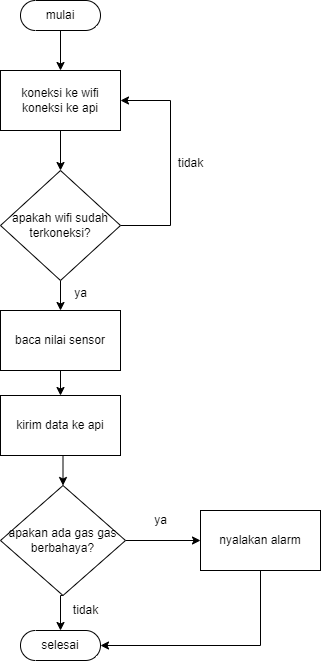 mulai
koneksi ke wifi
koneksi ke api
tidak
apakah wifi sudah
terkoneksi?
ya
baca nilai sensor
kirim data ke api
apakan ada gas gas
berbahaya?
ya
nyalakan alarm
tidak
selesai